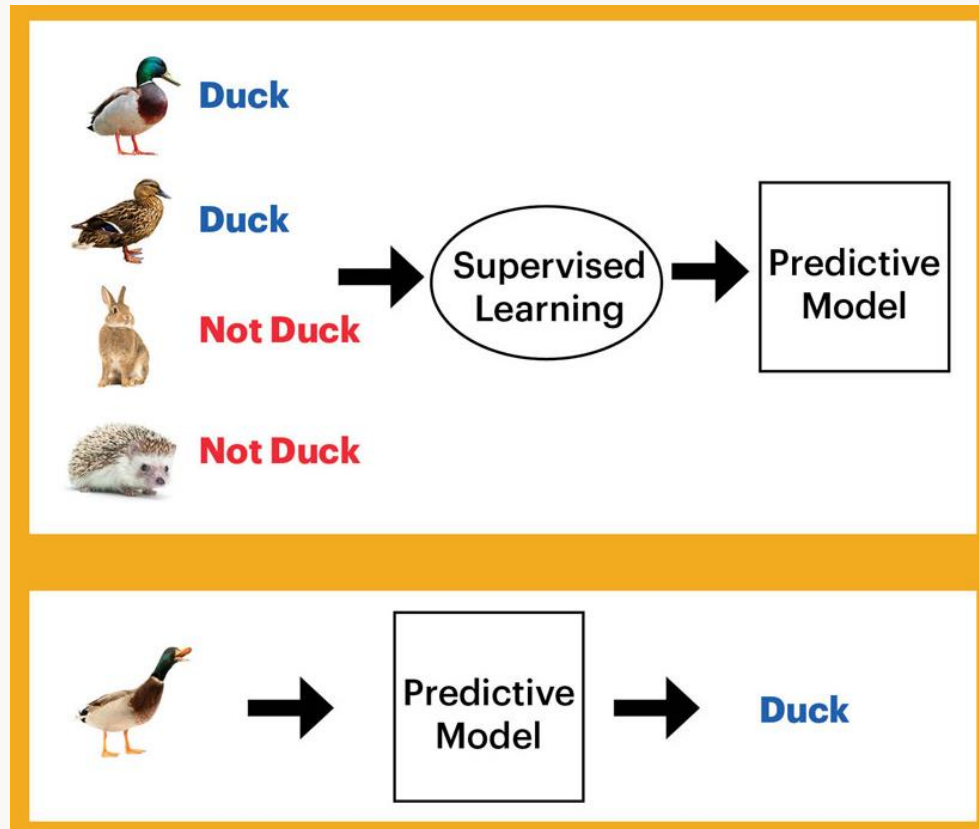 Duck
Duck
Not Duck
Not Duck
Supervised
Learning
Predictive
Model
Predictive
Model
Duck